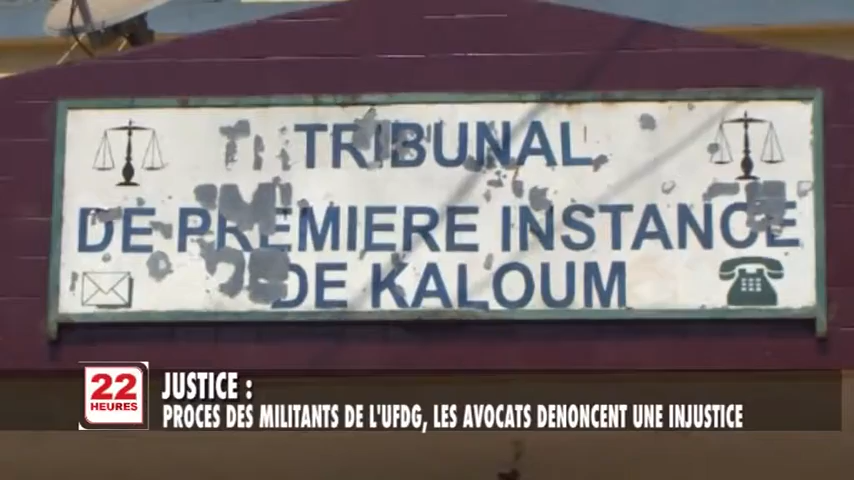 TRIBUNAL
DE PREMIERE INSTANCE
DE KALOUM
22
HEURES
JUSTICE :
PROCES DES MILITANTS DE L'UFDG, LES AVOCATS DENONCENT UNE INJUSTICE